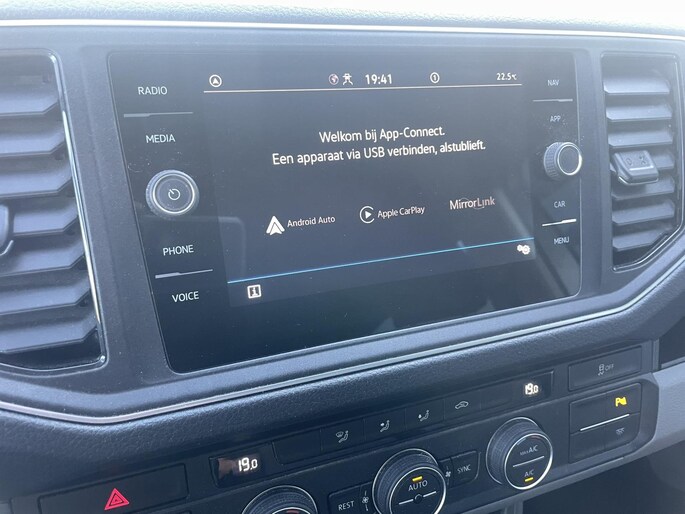 RADIO
MEDIA
PHONE
VOICE
19:41
22.5°C
Welkom bij App-Connect.
Een apparaat via USB verbinden, alstublieft.
Android Auto
Apple CarPlay
MirrorLink
NAV
APP
CAR
MENU
OFF
19.0
19.0
REST
AUTO
SYNC
MAX A/C
A/C